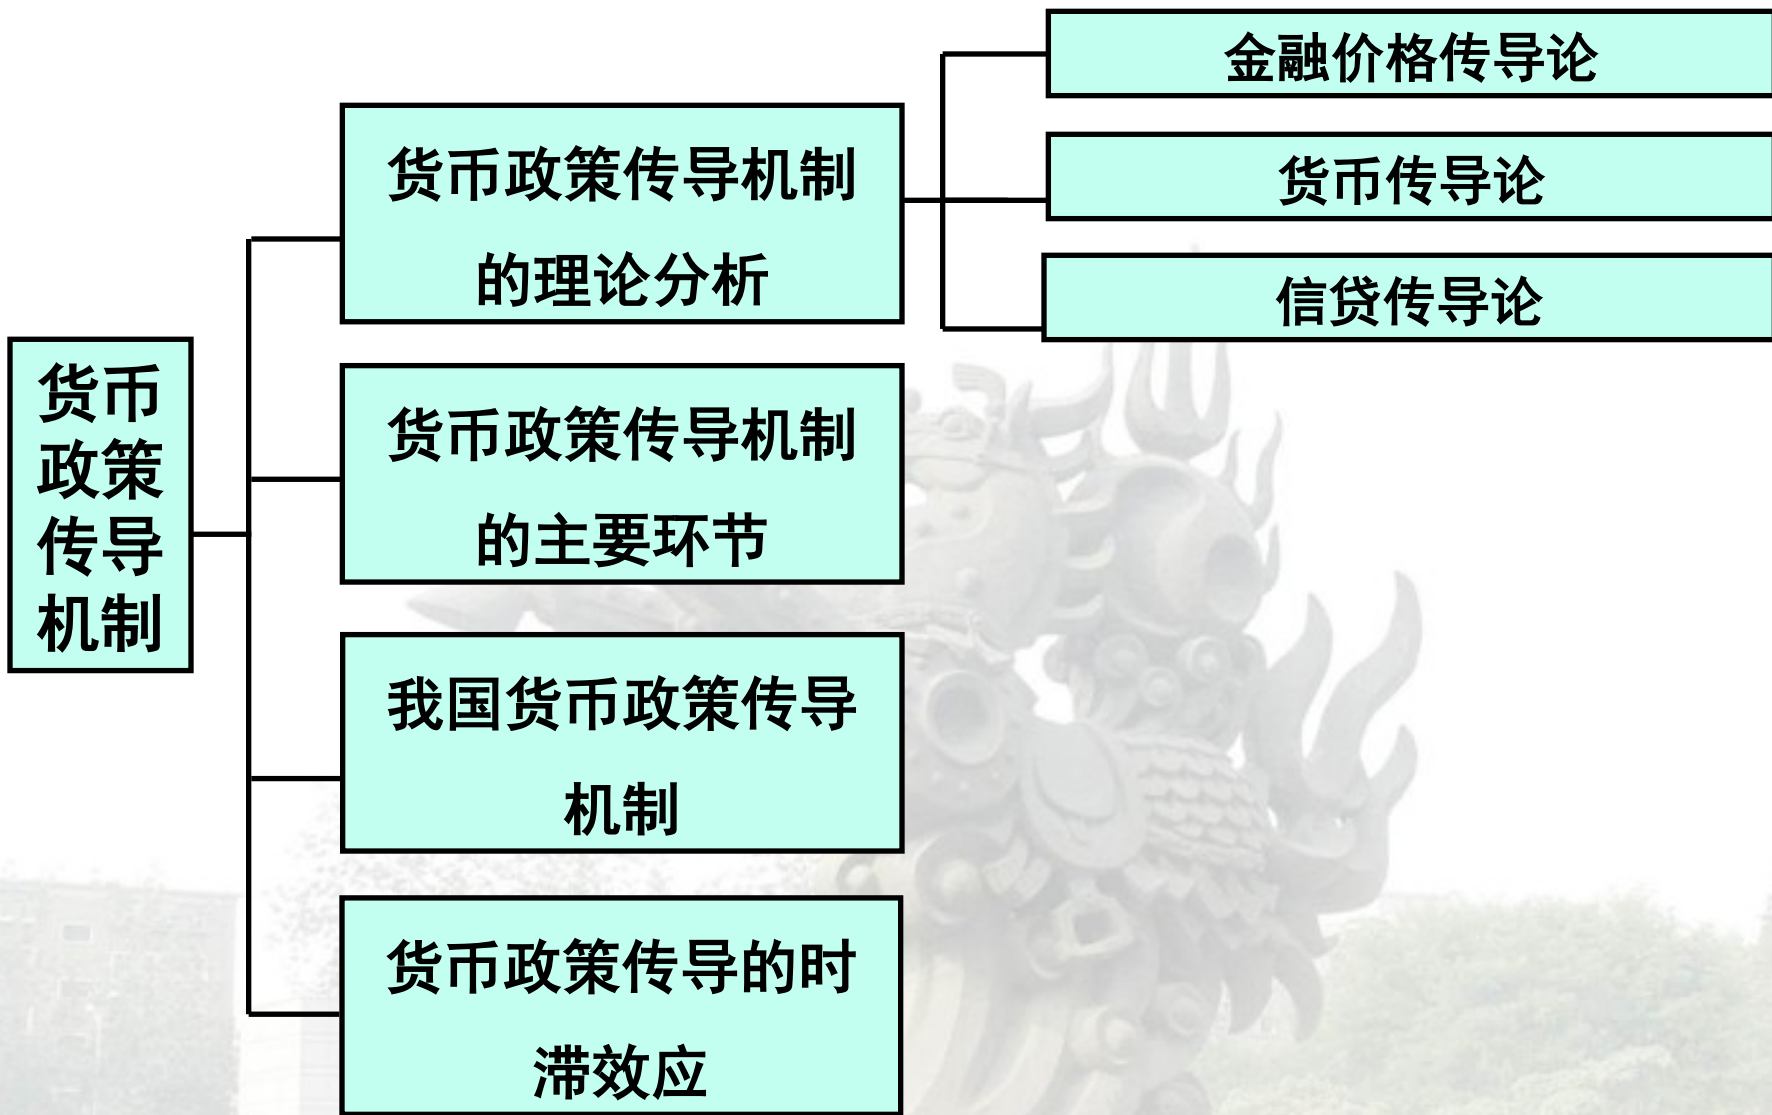 货币
政策
传导
机制
货币政策传导机制
的理论分析
货币政策传导机制
的主要环节
我国货币政策传导
机制
货币政策传导的时
滞效应
金融价格传导论
货币传导论
信贷传导论